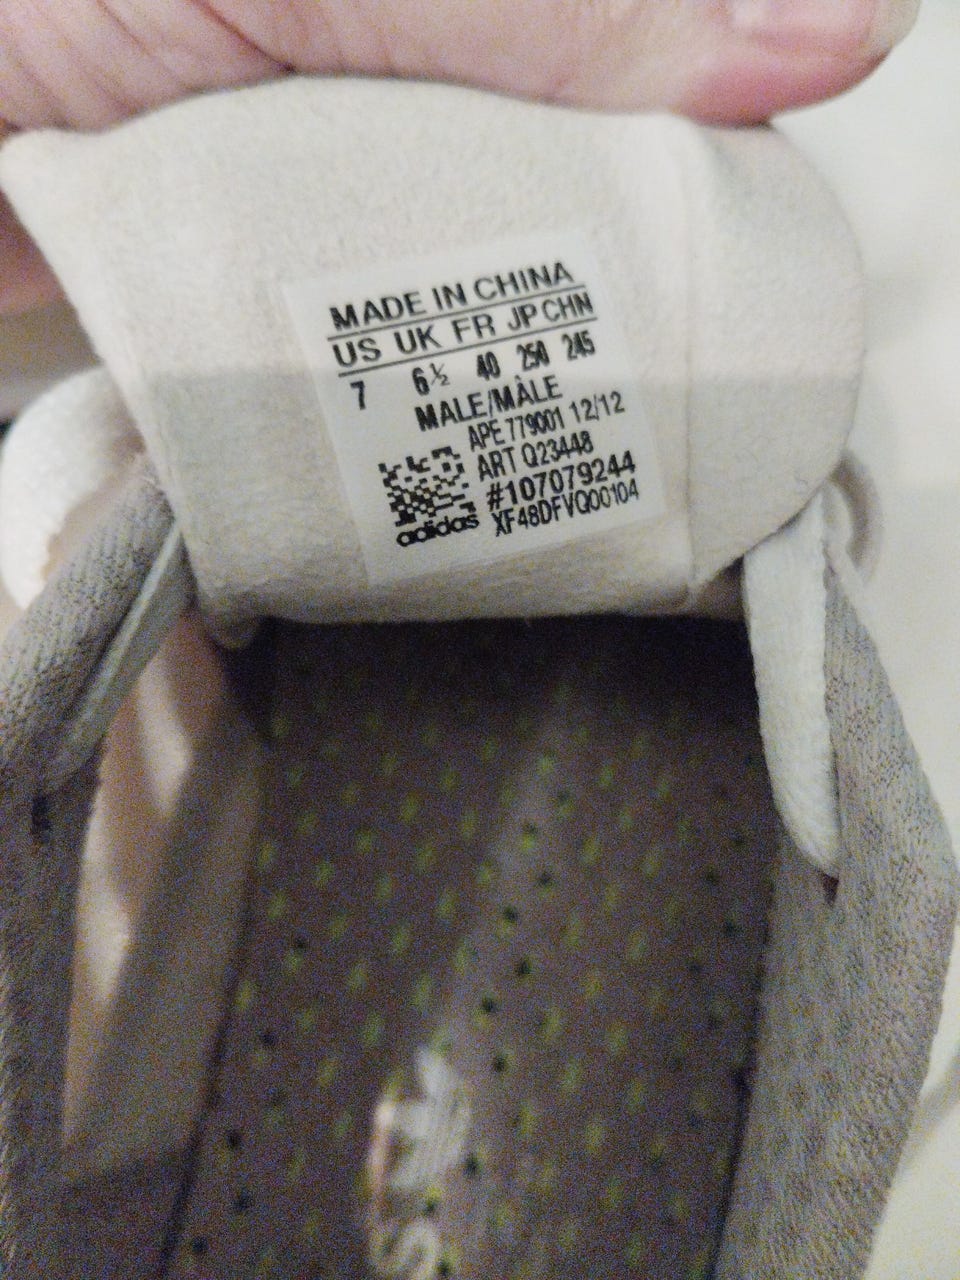 MADE IN CHINA
US UK FR JP CHN
7 6½ 40 250 245
MALE/MÀLE
APE 779001 12/12
ART Q23448
#107079244
XF48DFVQ00104
adidas